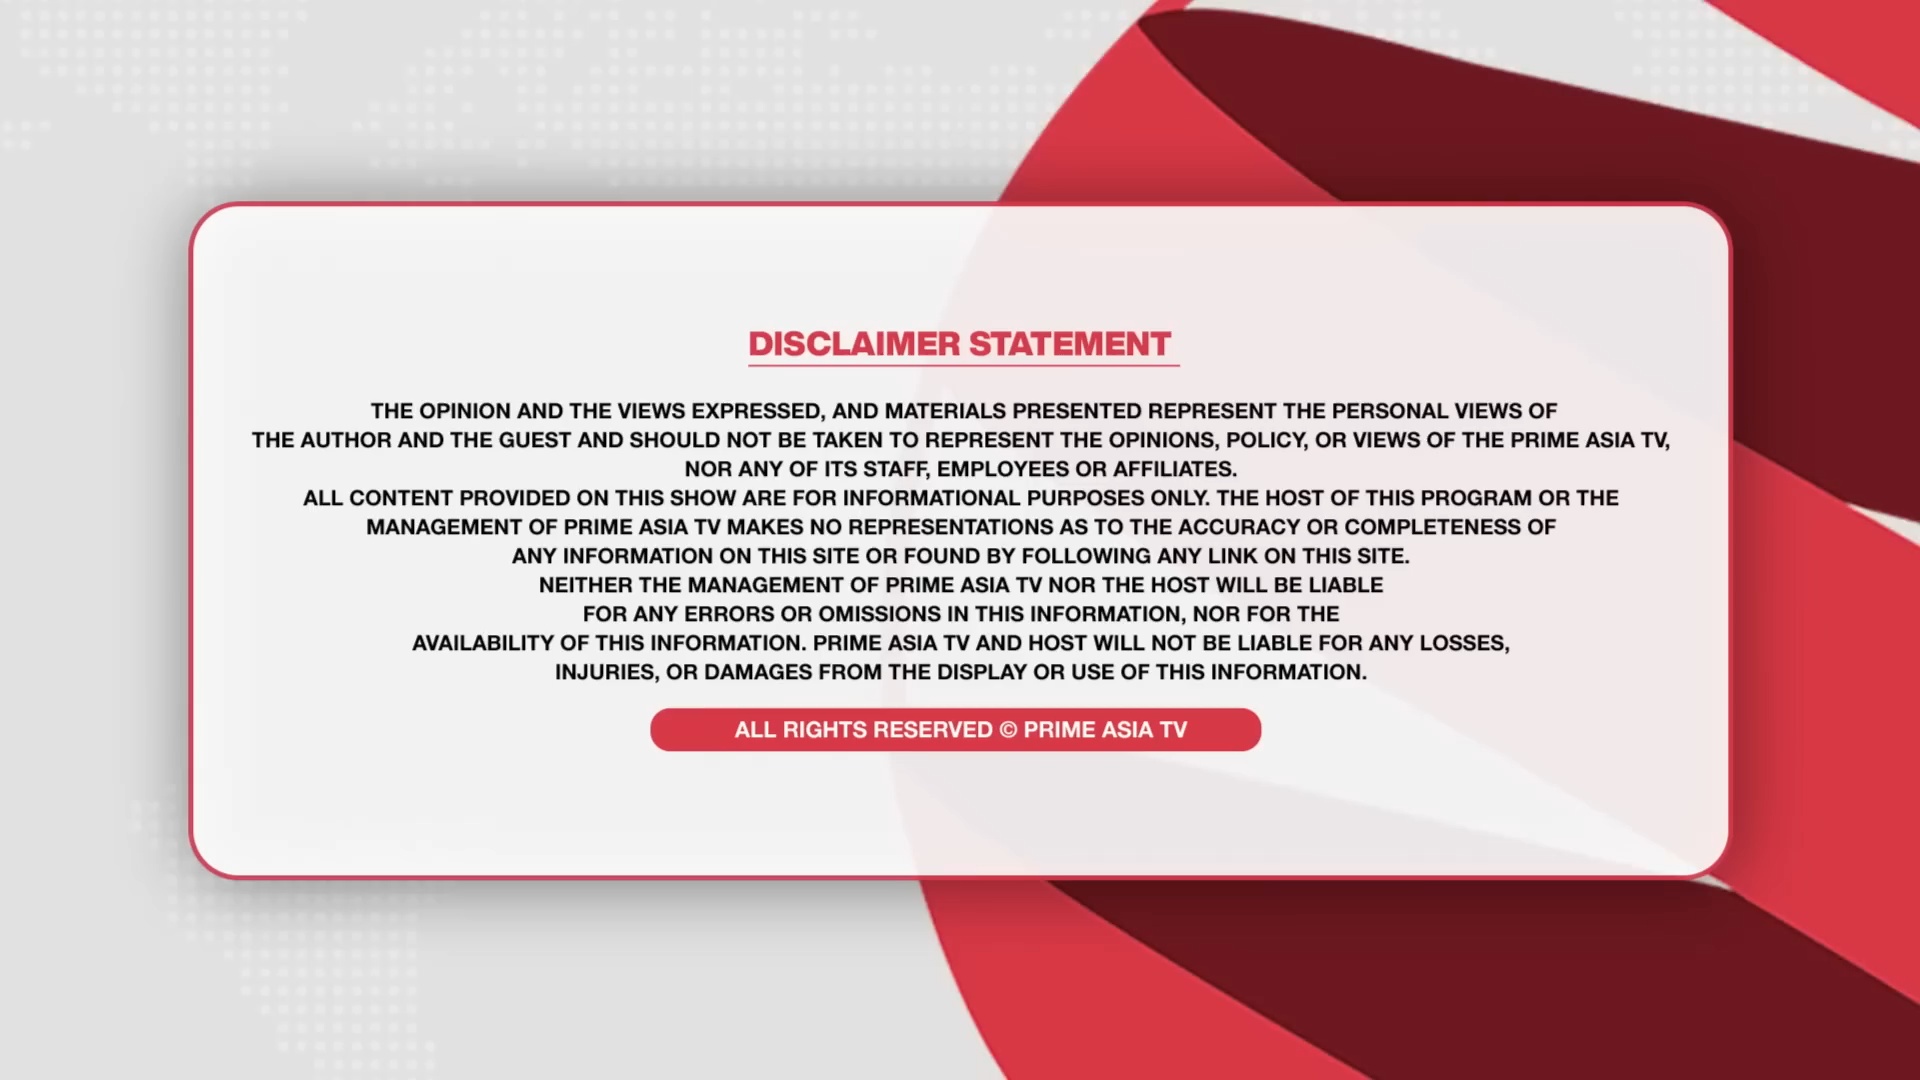 DISCLAIMER STATEMENT
THE OPINION AND THE VIEWS EXPRESSED, AND MATERIALS PRESENTED REPRESENT THE PERSONAL VIEWS OF
THE AUTHOR AND THE GUEST AND SHOULD NOT BE TAKEN TO REPRESENT THE OPINIONS, POLICY, OR VIEWS OF THE PRIME ASIA TV,
NOR ANY OF ITS STAFF, EMPLOYEES OR AFFILIATES.
ALL CONTENT PROVIDED ON THIS SHOW ARE FOR INFORMATIONAL PURPOSES ONLY. THE HOST OF THIS PROGRAM OR THE
MANAGEMENT OF PRIME ASIA TV MAKES NO REPRESENTATIONS AS TO THE ACCURACY OR COMPLETENESS OF
ANY INFORMATION ON THIS SITE OR FOUND BY FOLLOWING ANY LINK ON THIS SITE.
NEITHER THE MANAGEMENT OF PRIME ASIA TV NOR THE HOST WILL BE LIABLE
FOR ANY ERRORS OR OMISSIONS IN THIS INFORMATION, NOR FOR THE
AVAILABILITY OF THIS INFORMATION. PRIME ASIA TV AND HOST WILL NOT BE LIABLE FOR ANY LOSSES,
INJURIES, OR DAMAGES FROM THE DISPLAY OR USE OF THIS INFORMATION.
ALL RIGHTS RESERVED © PRIME ASIA TV